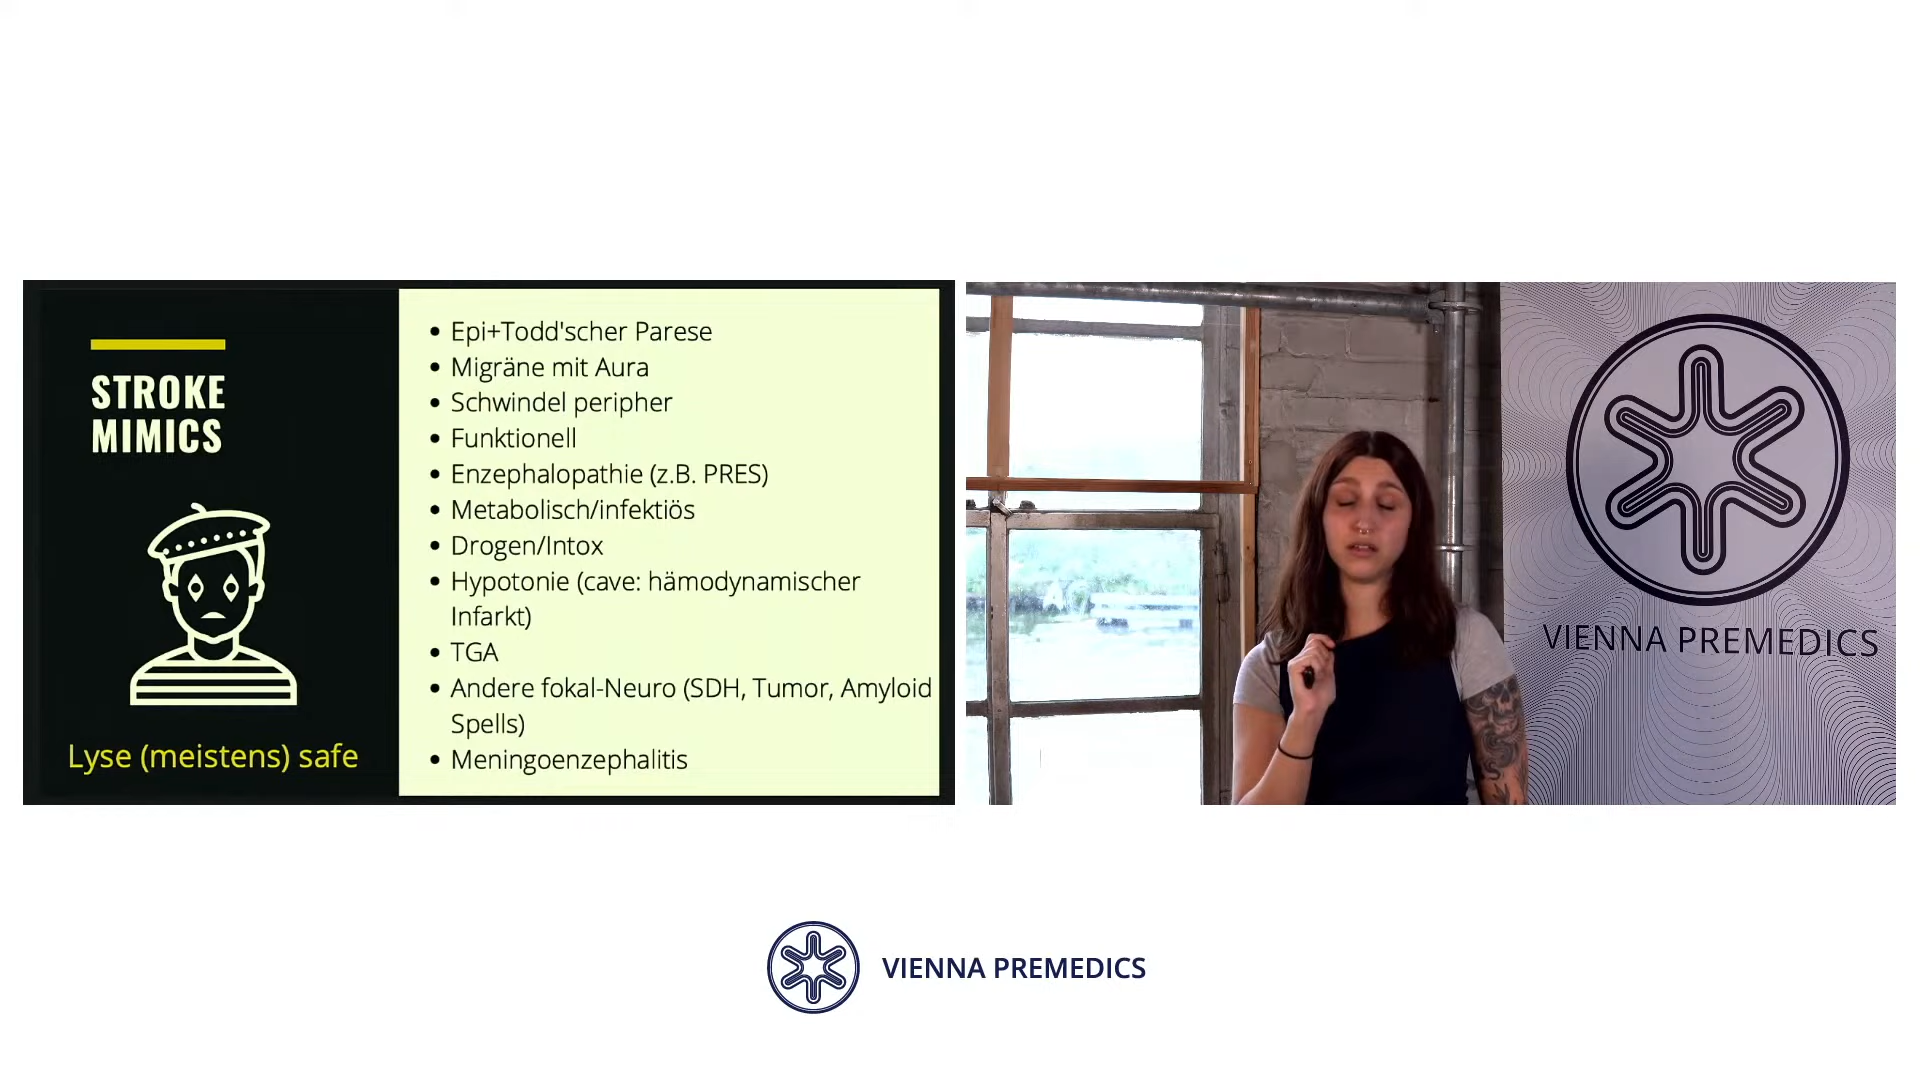 STROKE
MIMICS
Lyse (meistens) safe
Epi+Todd'scher Parese
Migräne mit Aura
Schwindel peripher
Funktionell
Enzephalopathie (z.B. PRES)
Metabolisch/infektiös
Drogen/Intox
Hypotonie (cave: hämodynamischer
Infarkt)
TGA
Andere fokal-Neuro (SDH, Tumor, Amyloid
Spells)
Meningoenzephalitis
VIENNA PREMEDICS
VIENNA PREMEDICS